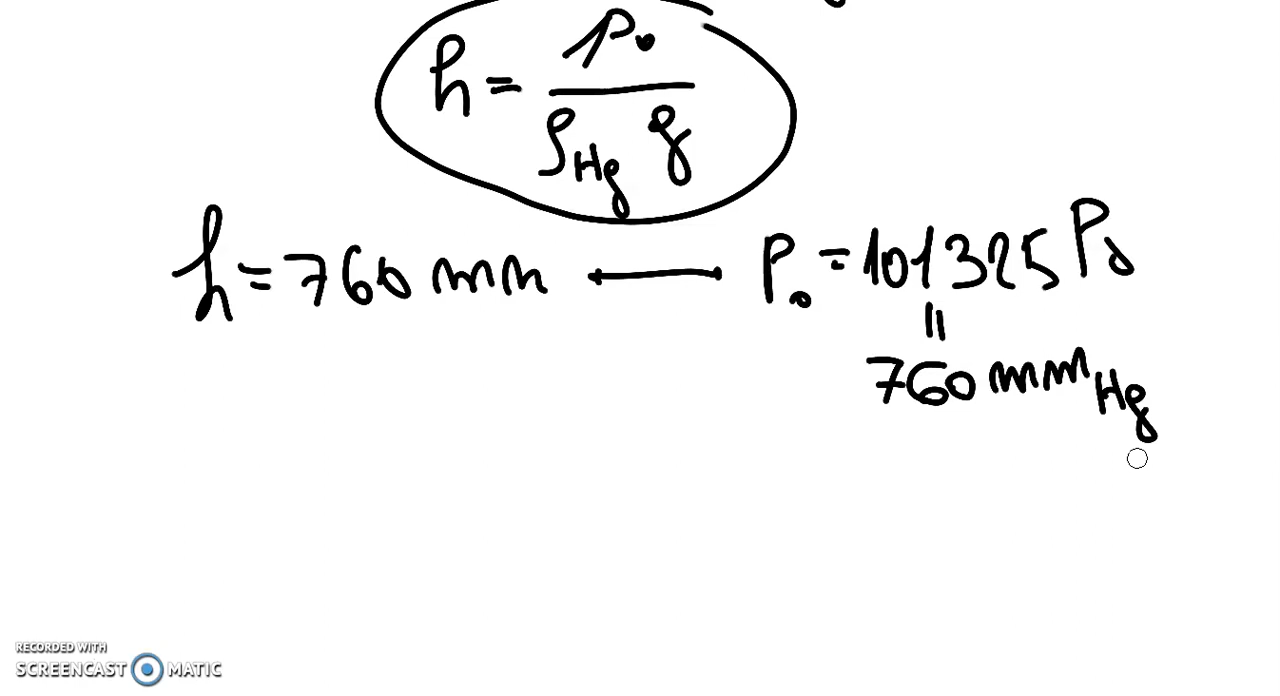 h = p₀ / ρHg g
h = 760 mm ⟷ P₀ = 101325 Pa
=
760 mmHg
RECORDED WITH
SCREENCAST MATIC